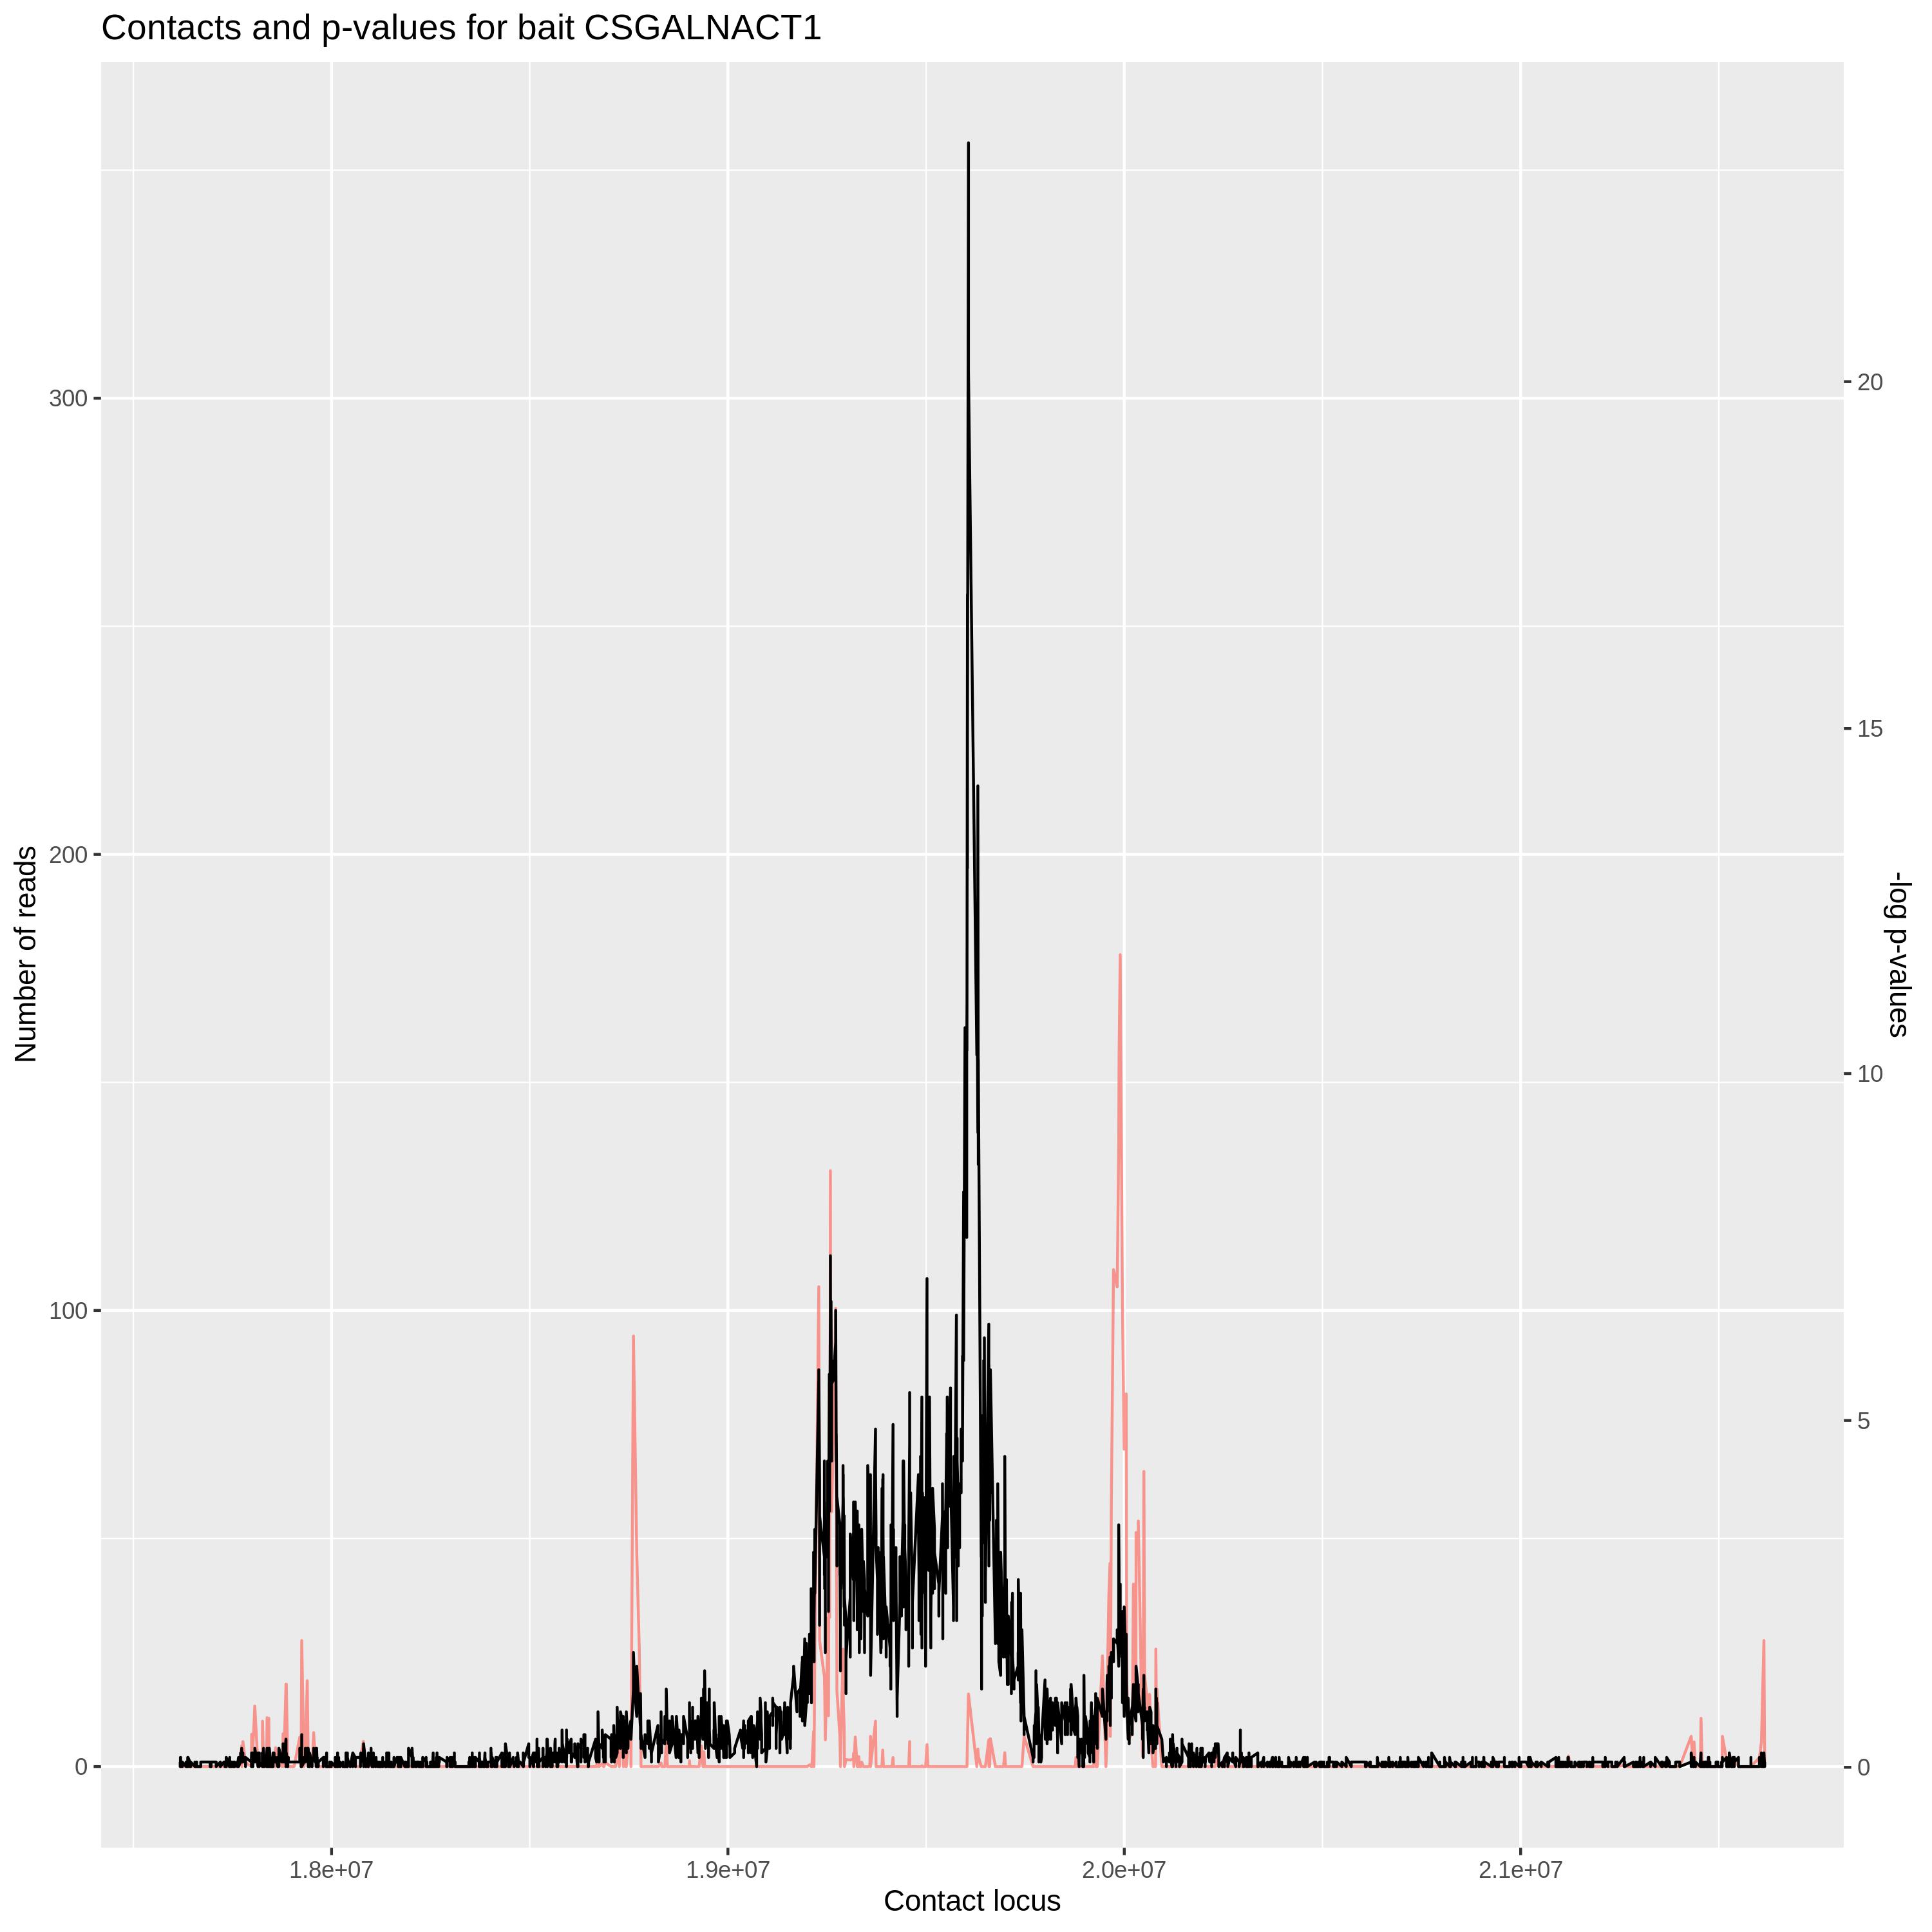 Contacts and p-values for bait CSGALNACT1
300
200
100
0
Number of reads
20
15
10
5
0
-log p-values
1.8e+07
1.9e+07
2.0e+07
2.1e+07
Contact locus